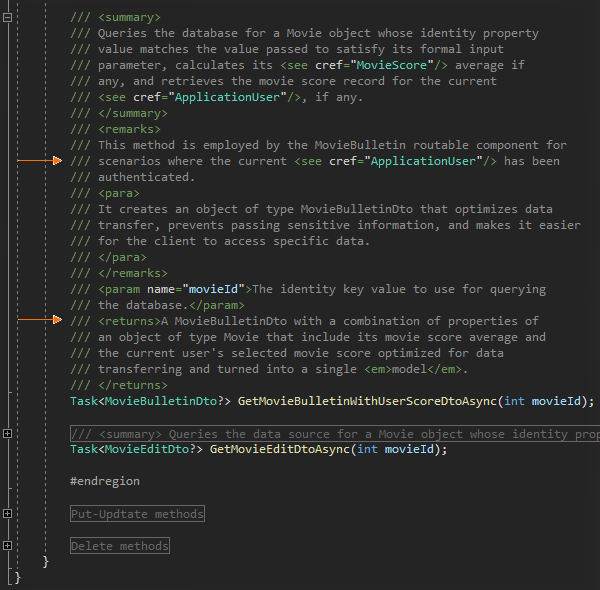 /// <summary>
/// Queries the database for a Movie object whose identity property
/// value matches the value passed to satisfy its formal input
/// parameter, calculates its <see cref="MovieScore"/> average if
/// any, and retrieves the movie score record for the current
/// <see cref="ApplicationUser"/>, if any.
/// </summary>
/// <remarks>
/// This method is employed by the MovieBulletin routable component for
/// scenarios where the current <see cref="ApplicationUser"/> has been
/// authenticated.
/// <para>
/// It creates an object of type MovieBulletinDto that optimizes data
/// transfer, prevents passing sensitive information, and makes it easier
/// for the client to access specific data.
/// </para>
/// </remarks>
/// <param name="movieId">The identity key value to use for querying
/// the database.</param>
/// <returns>A MovieBulletinDto with a combination of properties of
/// an object of type Movie that include its movie score average and
/// the current user's selected movie score optimized for data
/// transferring and turned into a single <em>model</em>.
/// </returns>
Task<MovieBulletinDto?> GetMovieBulletinWithUserScoreDtoAsync(int movieId);
/// <summary> Queries the data source for a Movie object whose identity prop
Task<MovieEditDto?> GetMovieEditDtoAsync(int movieId);
#endregion
Put-Updtate methods
Delete methods
}
}